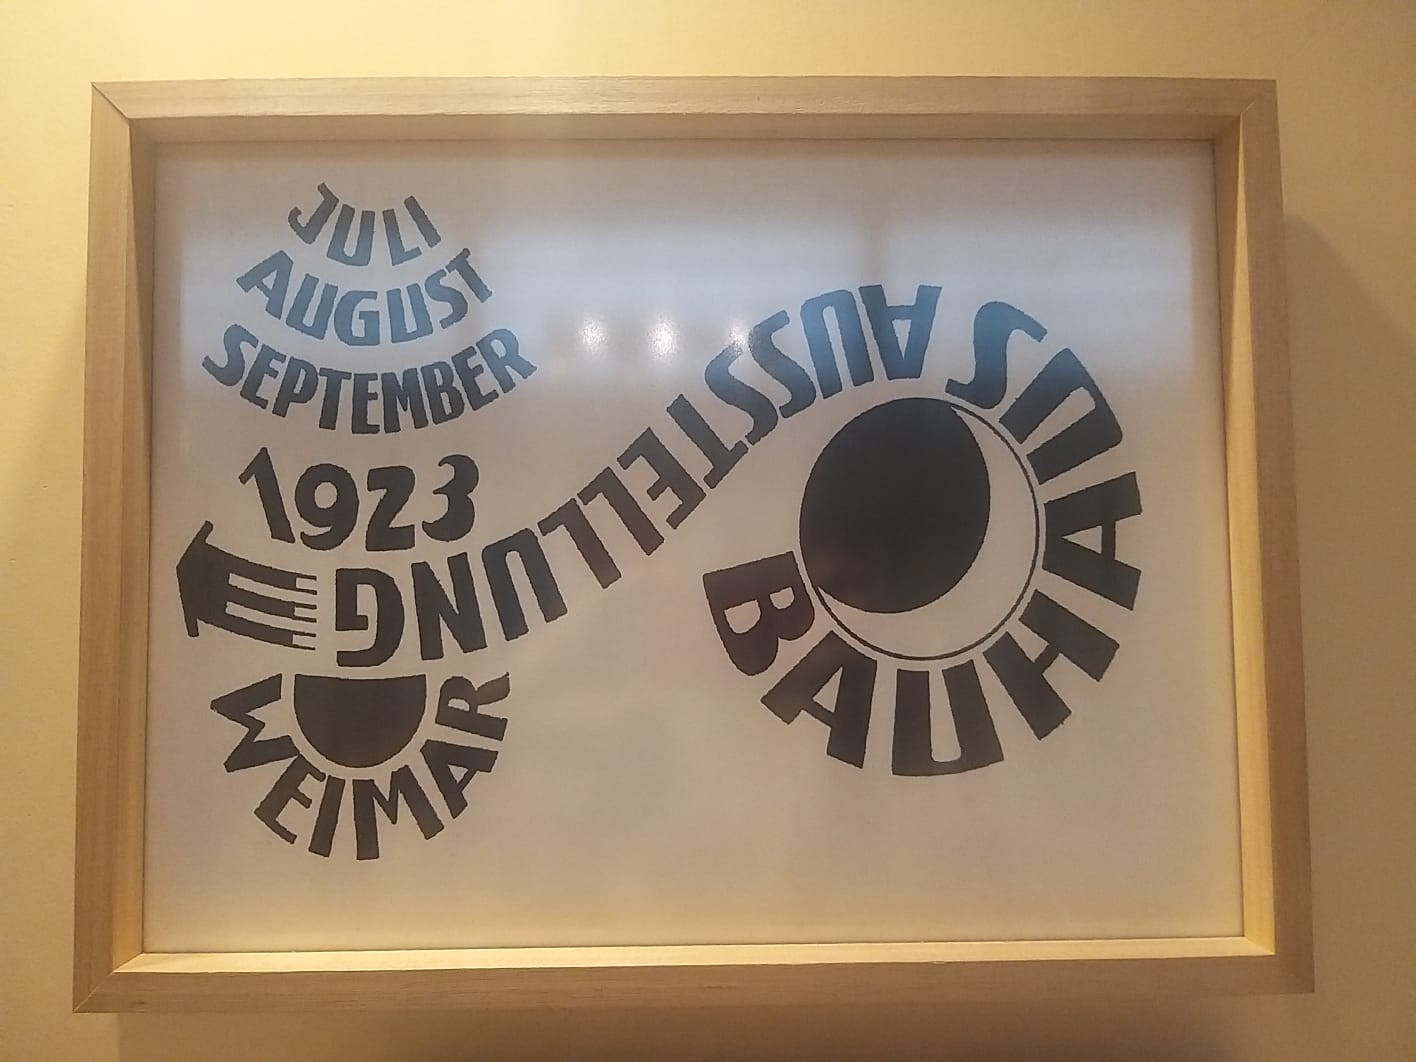 JULI
AUGUST
SEPTEMBER
1923
BAUHAUS AUSSTELLUNG
WEIMAR